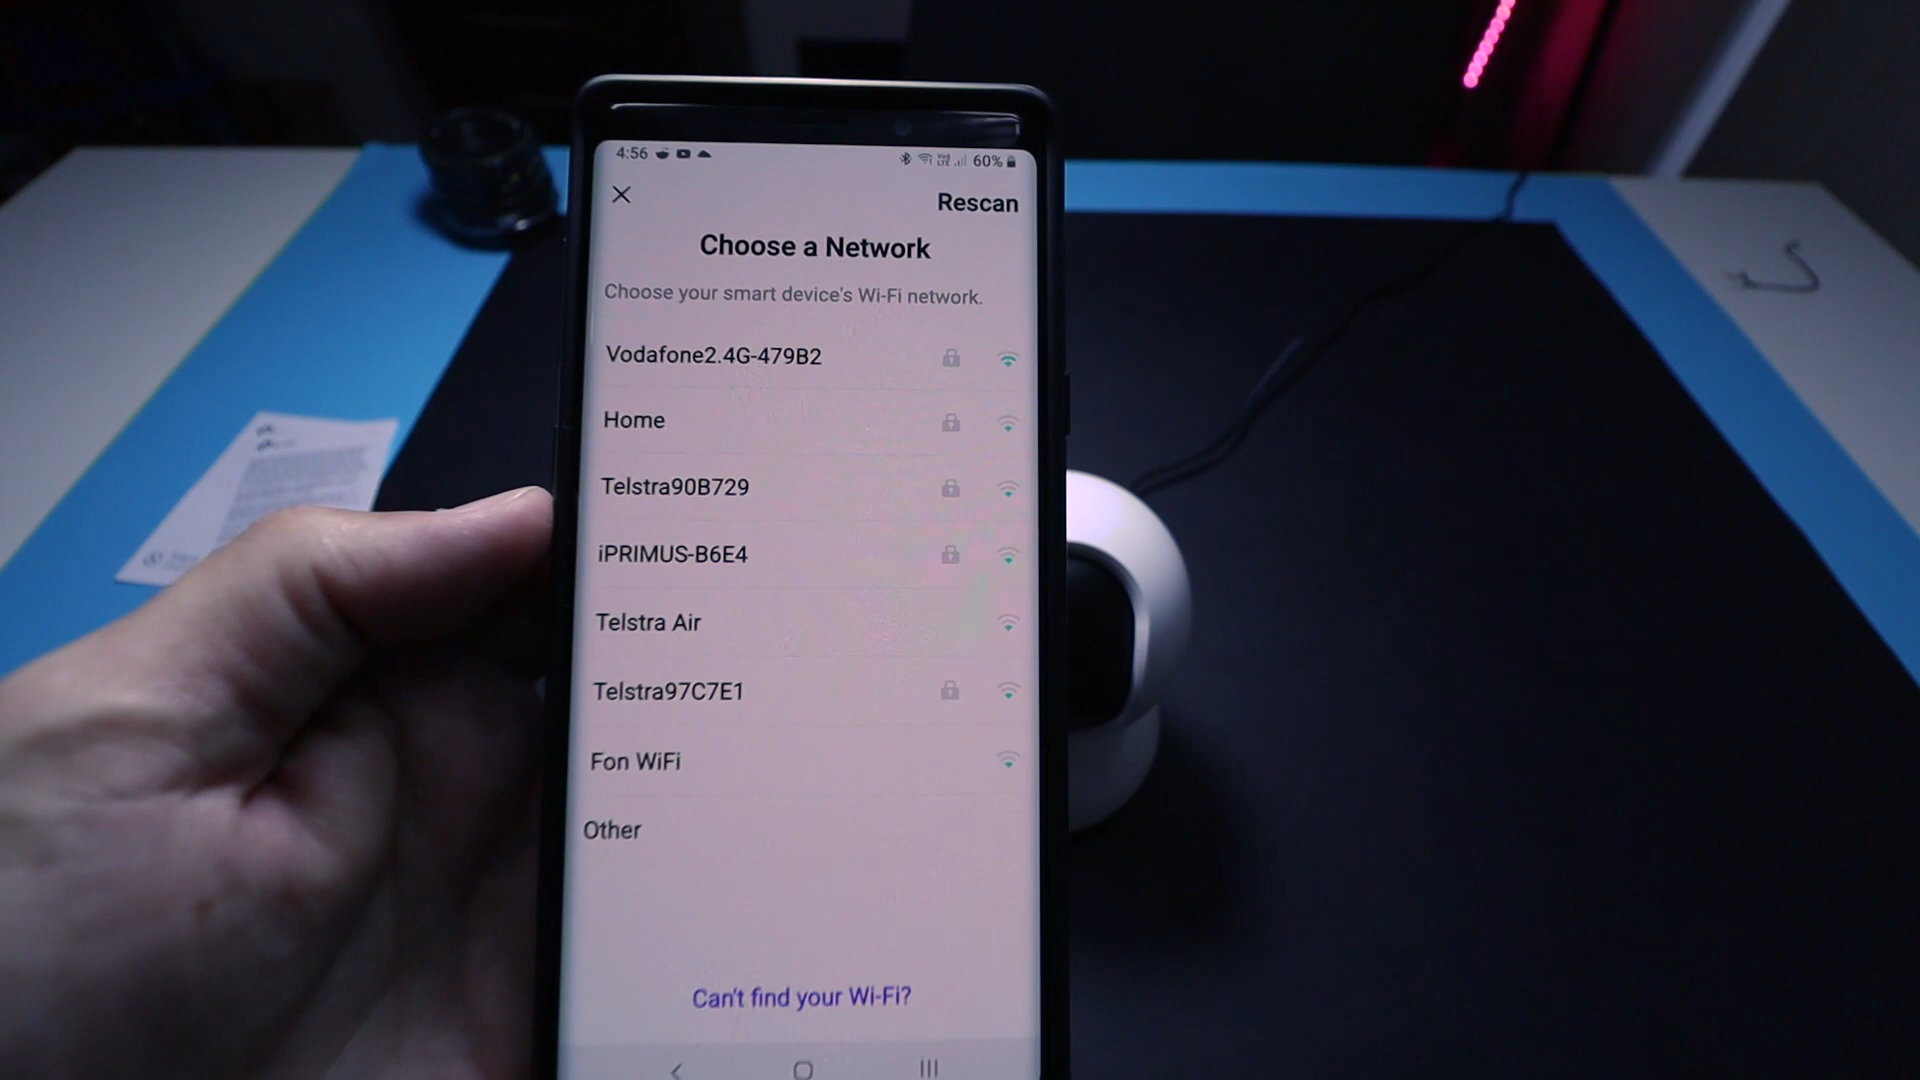 4:56 60%
Rescan
Choose a Network
Choose your smart device's Wi-Fi network.
Vodafone2.4G-479B2
Home
Telstra90B729
iPRIMUS-B6E4
Telstra Air
Telstra97C7E1
Fon WiFi
Other
Can't find your Wi-Fi?